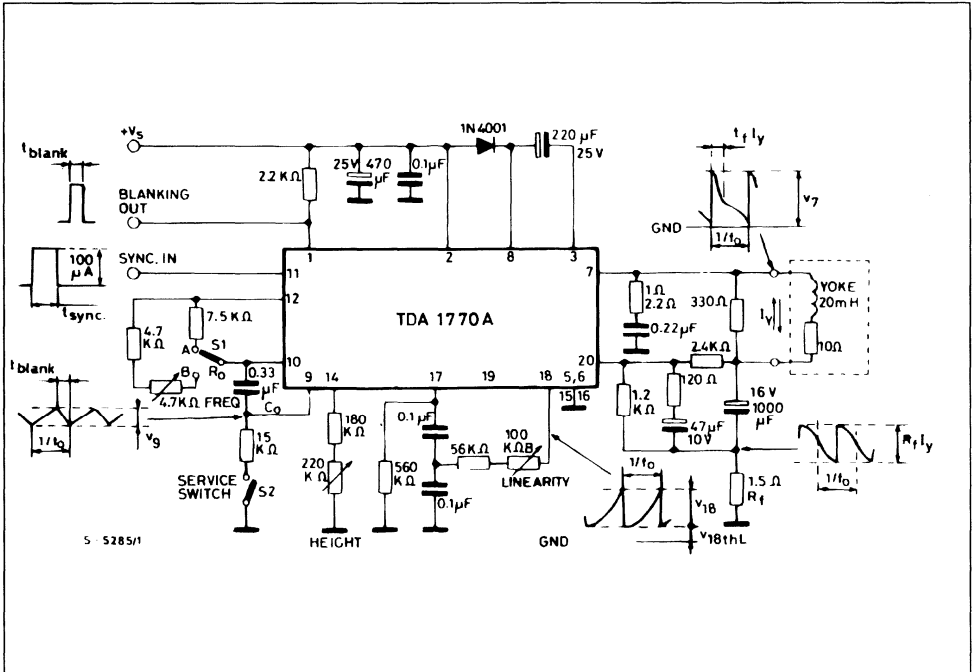 +Vs
1N4001
220 µF
25 V
tf Iy
t blank
2.2 KΩ
25V 470 µF
0.1µF
BLANKING
OUT
V7
GND
1/fo
100 µA
SYNC. IN
1
2
8
3
11
7
tsync.
12
7.5 KΩ
TDA 1770A
1Ω
2.2Ω
330Ω
YOKE
20mH
Iy
0.22µF
10Ω
4.7 KΩ
A
S1
B
Ro
10
20
2.4KΩ
t blank
4.7KΩ FREQ
0.33 µF
Co
9
14
17
19
18
5,6
15
16
1.2 KΩ
120Ω
16 V
1000 µF
47µF
10V
V9
1/fo
15 KΩ
180 KΩ
0.1 µF
56KΩ
100 KΩB
LINEARITY
Rf Iy
1/fo
SERVICE
SWITCH
S2
220 KΩ
560 KΩ
0.1µF
1/fo
V18
V18thL
1.5 Ω
Rf
S - 5285/1
HEIGHT
GND